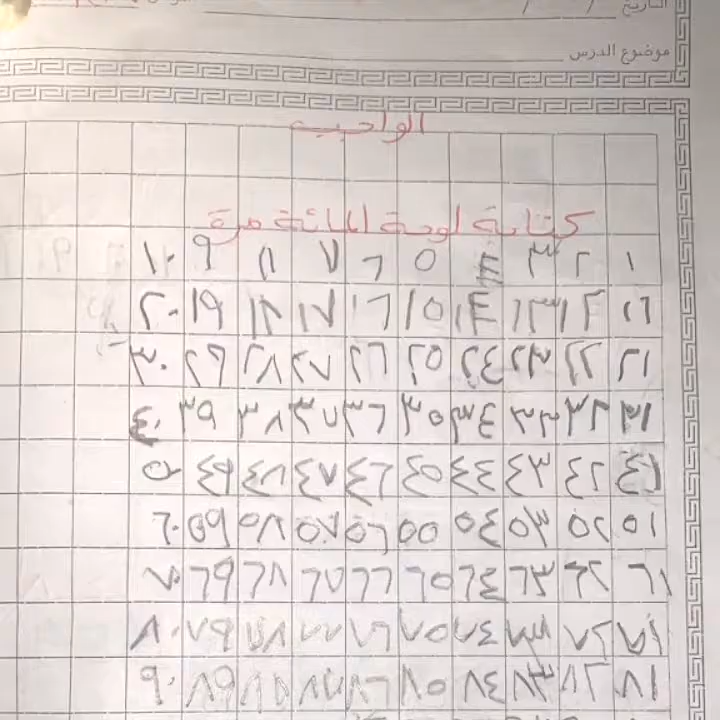 التاريخ / /
موضوع الدرس
الواجب
كتابة لوحة المائة مرة
١ ٢ ٣ ٤ ٥ ٦ ٧ ٨ ٩ ١٠
١١ ١٢ ١٣ ١٤ ١٥ ١٦ ١٧ ١٨ ١٩ ٢٠
٢١ ٢٢ ٢٣ ٢٤ ٢٥ ٢٦ ٢٧ ٢٨ ٢٩ ٣٠
٣١ ٣٢ ٣٣ ٣٤ ٣٥ ٣٦ ٣٧ ٣٨ ٣٩ ٤٠
٤١ ٤٢ ٤٣ ٤٤ ٤٥ ٤٦ ٤٧ ٤٨ ٤٩ ٥٠
٥١ ٥٢ ٥٣ ٥٤ ٥٥ ٥٦ ٥٧ ٥٨ ٥٩ ٦٠
٦١ ٦٢ ٦٣ ٦٤ ٦٥ ٦٦ ٦٧ ٦٨ ٦٩ ٧٠
٧١ ٧٢ ٧٣ ٧٤ ٧٥ ٧٦ ٧٧ ٧٨ ٧٩ ٨٠
٨١ ٨٢ ٨٣ ٨٤ ٨٥ ٨٦ ٨٧ ٨٨ ٨٩ ٩٠